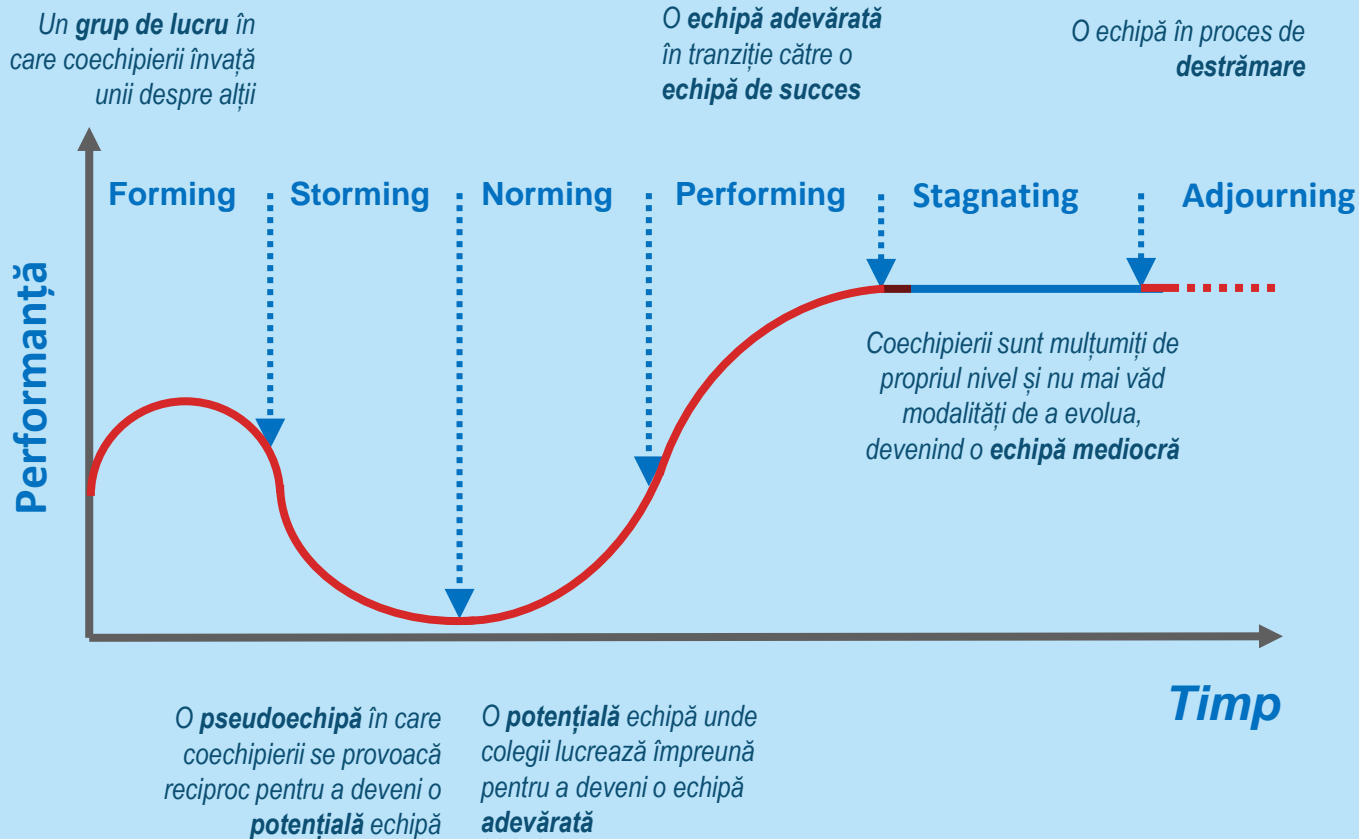 Un grup de lucru în
care coechipierii învață
unii despre alții
O echipă adevărată
în tranziție către o
echipă de succes
O echipă în proces de
destrămare
Forming
Storming
Norming
Performing
Stagnating
Adjourning
Performanță
Coechipierii sunt mulțumiți de
propriul nivel și nu mai văd
modalități de a evolua,
devenind o echipă mediocră
Timp
O pseudoechipă în care
coechipierii se provoacă
reciproc pentru a deveni o
potențială echipă
O potențială echipă unde
colegii lucrează împreună
pentru a deveni o echipă
adevărată